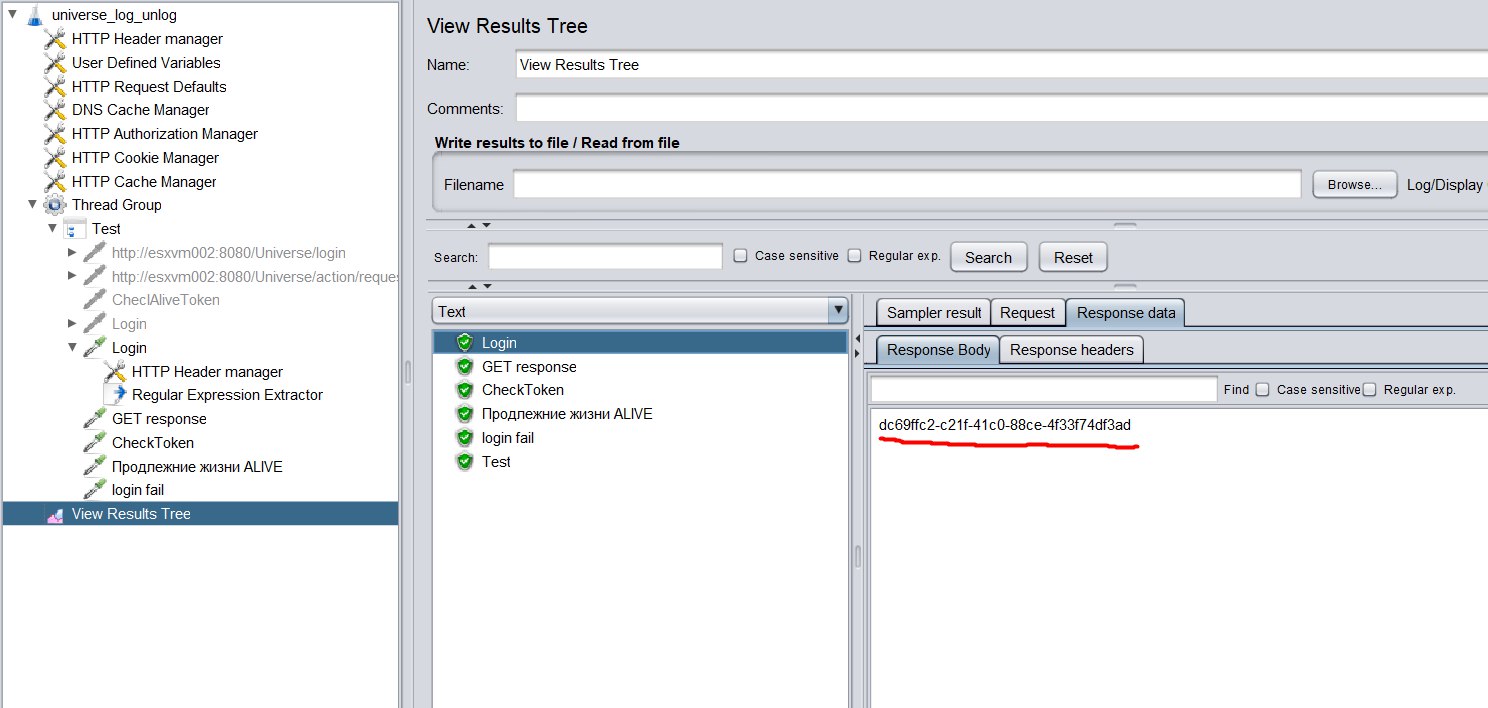 universe_log_unlog
HTTP Header manager
User Defined Variables
HTTP Request Defaults
DNS Cache Manager
HTTP Authorization Manager
HTTP Cookie Manager
HTTP Cache Manager
Thread Group
Test
http://esxvm002:8080/Universe/login
http://esxvm002:8080/Universe/action/reques
CheclAliveToken
Login
Login
HTTP Header manager
Regular Expression Extractor
GET response
CheckToken
Продлежние жизни ALIVE
login fail
View Results Tree
View Results Tree
Name: View Results Tree
Comments:
Write results to file / Read from file
Filename Browse... Log/Display
Search: Case sensitive Regular exp. Search Reset
Text
Login
GET response
CheckToken
Продлежние жизни ALIVE
login fail
Test
Sampler result Request Response data
Response Body Response headers
Find Case sensitive Regular exp.
dc69ffc2-c21f-41c0-88ce-4f33f74df3ad